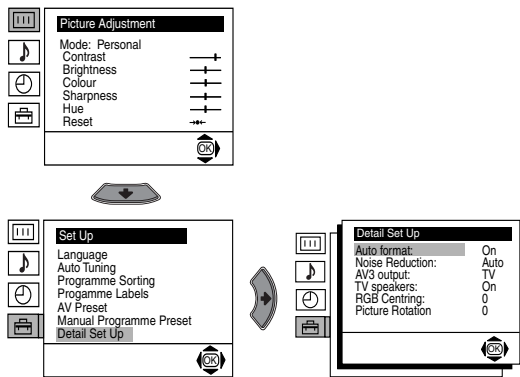 Picture Adjustment
Mode: Personal
Contrast
Brightness
Colour
Sharpness
Hue
Reset
OK
Set Up
Language
Auto Tuning
Programme Sorting
Progamme Labels
AV Preset
Manual Programme Preset
Detail Set Up
OK
Detail Set Up
Auto format: On
Noise Reduction: Auto
AV3 output: TV
TV speakers: On
RGB Centring: 0
Picture Rotation 0
OK